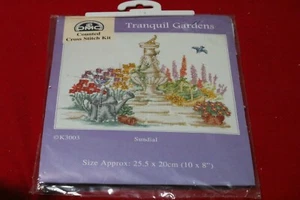 Tranquil Gardens
DMC
Counted
Cross Stitch Kit
Sundial
Size Approx: 25.5 x 20cm (10 x 8")